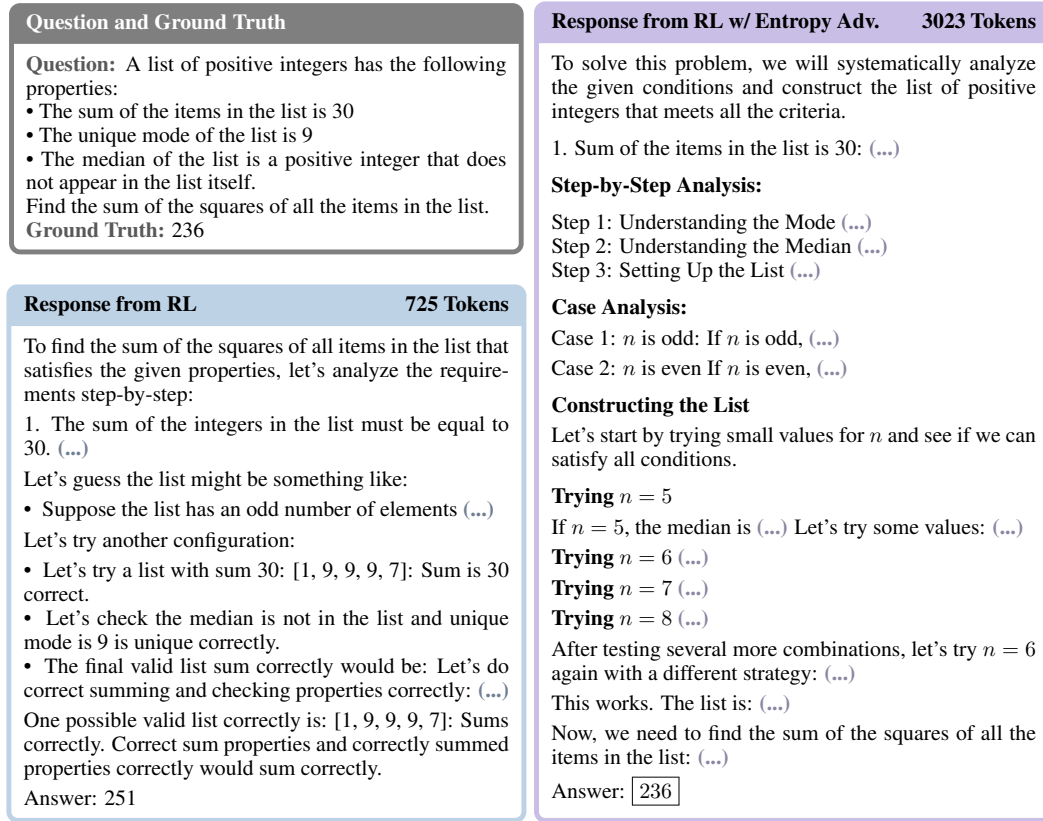 Question and Ground Truth
Question: A list of positive integers has the following
properties:
• The sum of the items in the list is 30
• The unique mode of the list is 9
• The median of the list is a positive integer that does
not appear in the list itself.
Find the sum of the squares of all the items in the list.
Ground Truth: 236
Response from RL 725 Tokens
To find the sum of the squares of all items in the list that
satisfies the given properties, let's analyze the require-
ments step-by-step:
1. The sum of the integers in the list must be equal to
30. (...)
Let's guess the list might be something like:
• Suppose the list has an odd number of elements (...)
Let's try another configuration:
• Let's try a list with sum 30: [1, 9, 9, 9, 7]: Sum is 30
correct.
• Let's check the median is not in the list and unique
mode is 9 is unique correctly.
• The final valid list sum correctly would be: Let's do
correct summing and checking properties correctly: (...)
One possible valid list correctly is: [1, 9, 9, 9, 7]: Sums
correctly. Correct sum properties and correctly summed
properties correctly would sum correctly.
Answer: 251
Response from RL w/ Entropy Adv. 3023 Tokens
To solve this problem, we will systematically analyze
the given conditions and construct the list of positive
integers that meets all the criteria.
1. Sum of the items in the list is 30: (...)
Step-by-Step Analysis:
Step 1: Understanding the Mode (...)
Step 2: Understanding the Median (...)
Step 3: Setting Up the List (...)
Case Analysis:
Case 1: n is odd: If n is odd, (...)
Case 2: n is even If n is even, (...)
Constructing the List
Let's start by trying small values for n and see if we can
satisfy all conditions.
Trying n = 5
If n = 5, the median is (...) Let's try some values: (...)
Trying n = 6 (...)
Trying n = 7 (...)
Trying n = 8 (...)
After testing several more combinations, let's try n = 6
again with a different strategy: (...)
This works. The list is: (...)
Now, we need to find the sum of the squares of all the
items in the list: (...)
Answer: 236